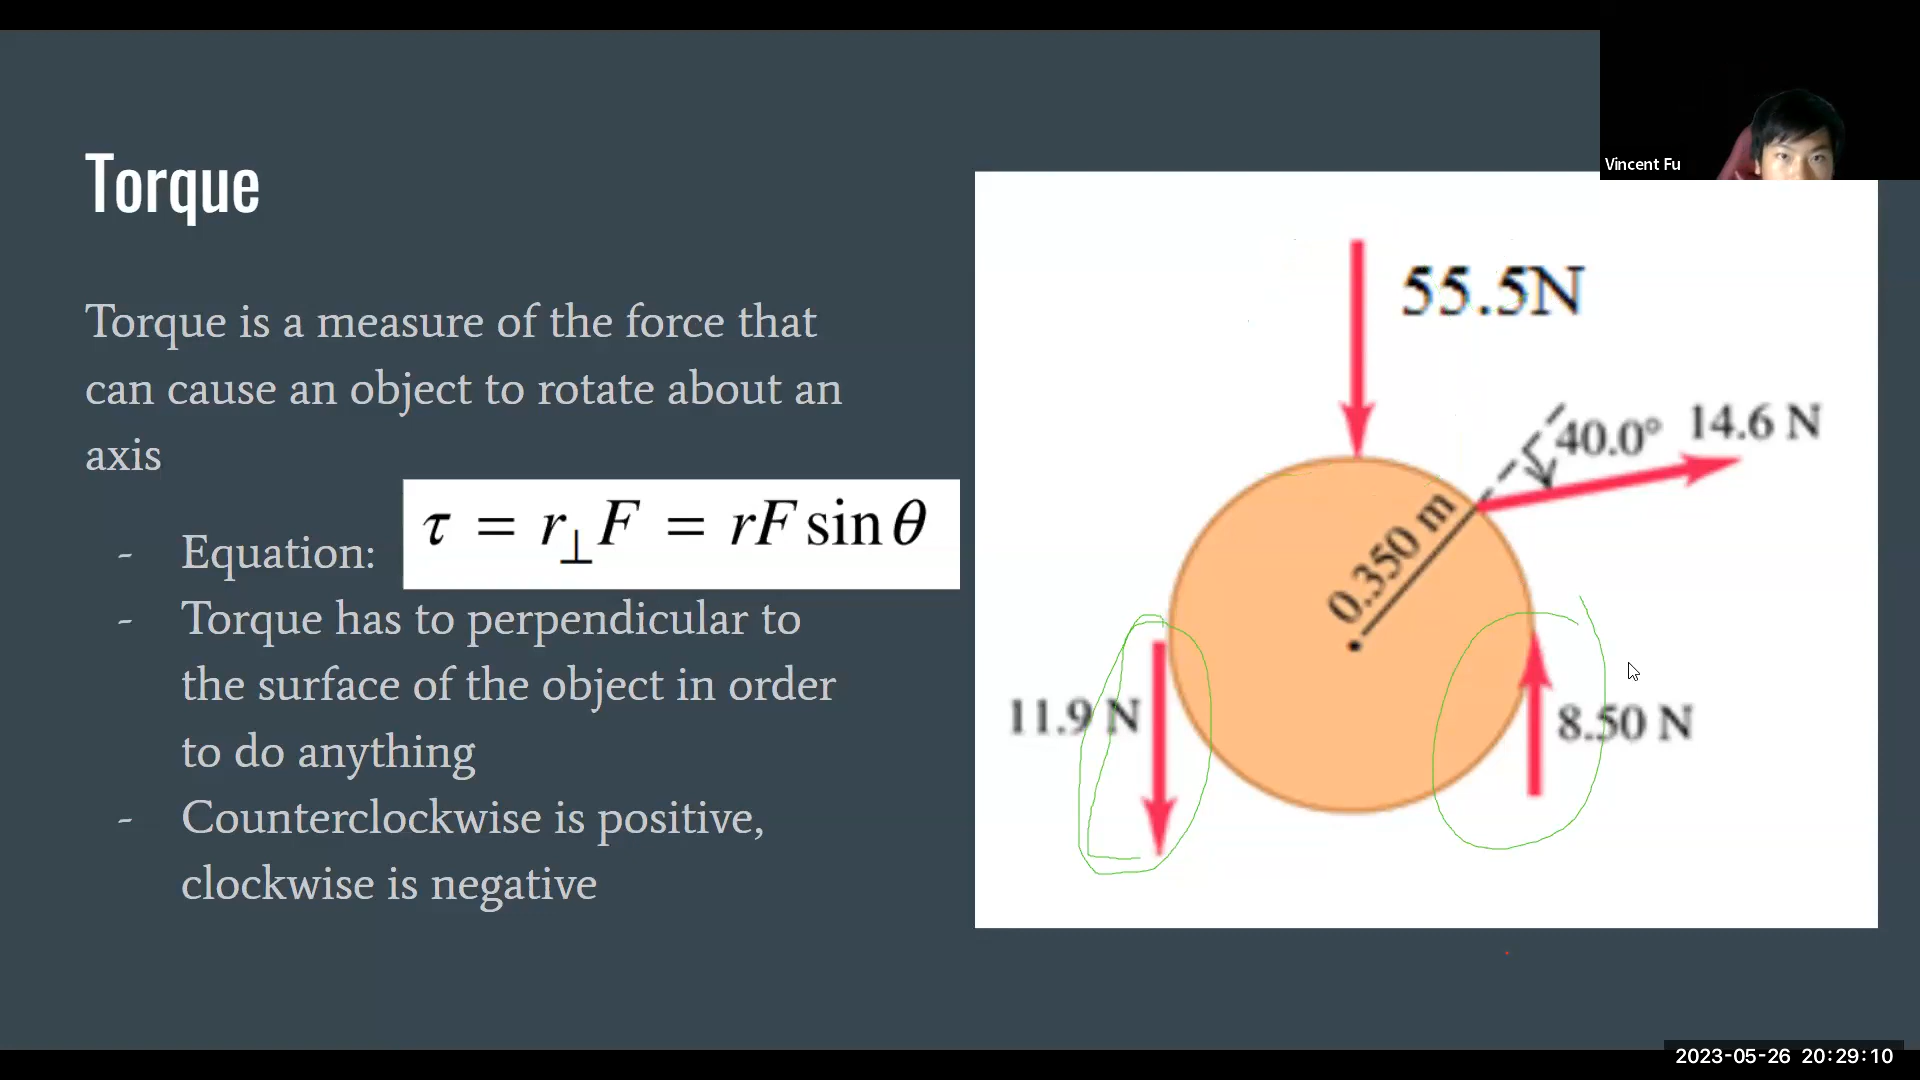 Vincent Fu
Torque
Torque is a measure of the force that
can cause an object to rotate about an
axis
- Equation:
τ = r⊥F = rF sin θ
- Torque has to perpendicular to
the surface of the object in order
to do anything
- Counterclockwise is positive,
clockwise is negative
55.5N
40.0° 14.6 N
0.350 m
11.9 N
8.50 N
2023-05-26 20:29:10